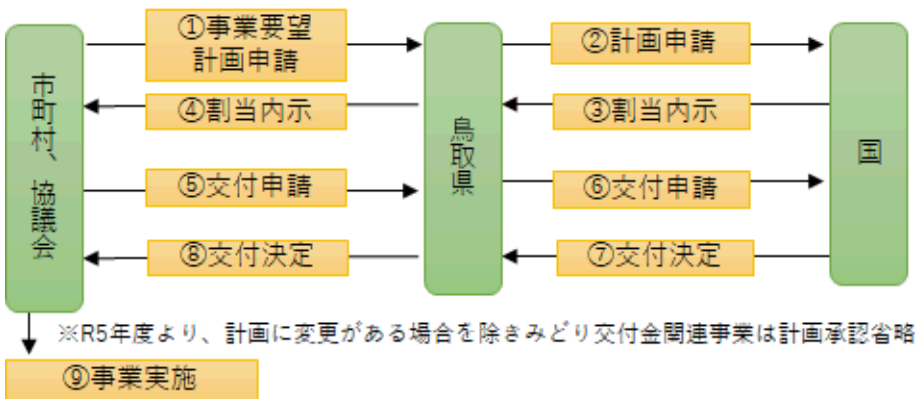 ①事業要望
計画申請
②計画申請
④割当内示
③割当内示
市町村、協議会
鳥取県
国
⑤交付申請
⑥交付申請
⑧交付決定
⑦交付決定
※R5年度より、計画に変更がある場合を除きみどり交付金関連事業は計画承認省略
⑨事業実施